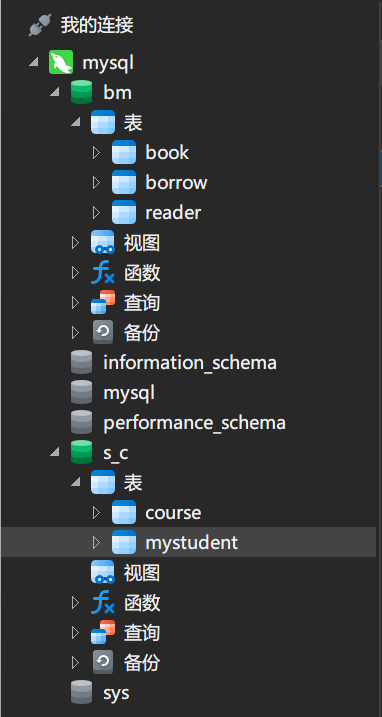 我的连接
mysql
bm
表
book
borrow
reader
视图
函数
查询
备份
information_schema
mysql
performance_schema
s_c
表
course
mystudent
视图
函数
查询
备份
sys